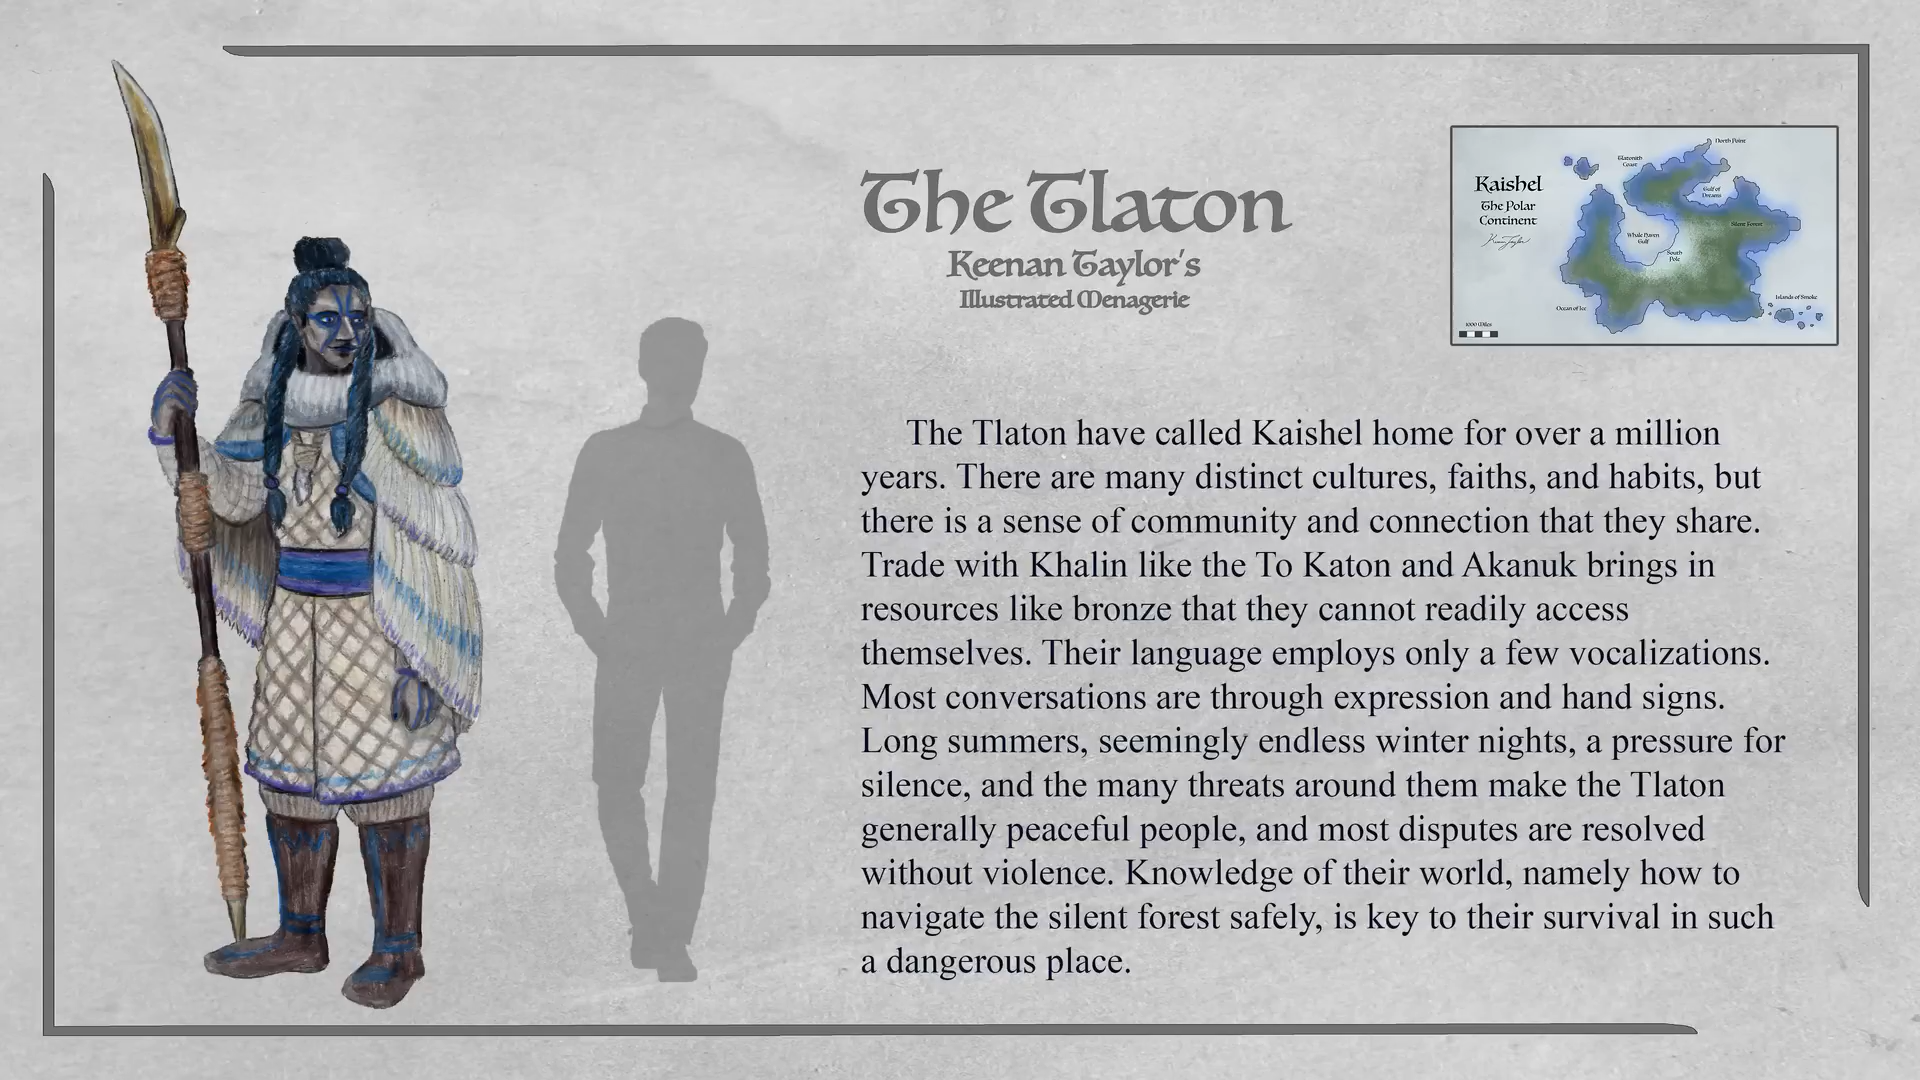 The Tlaton
Keenan Taylor's
Illustrated Menagerie
Kaishel
The Polar
Continent
North Point
Tlatonith
Coast
Gulf of
Dreams
Silent Forest
Whale Haven
Gulf
South
Pole
Islands of Smoke
Ocean of Ice
1000 Miles
The Tlaton have called Kaishel home for over a million
years. There are many distinct cultures, faiths, and habits, but
there is a sense of community and connection that they share.
Trade with Khalin like the To Katon and Akanuk brings in
resources like bronze that they cannot readily access
themselves. Their language employs only a few vocalizations.
Most conversations are through expression and hand signs.
Long summers, seemingly endless winter nights, a pressure for
silence, and the many threats around them make the Tlaton
generally peaceful people, and most disputes are resolved
without violence. Knowledge of their world, namely how to
navigate the silent forest safely, is key to their survival in such
a dangerous place.